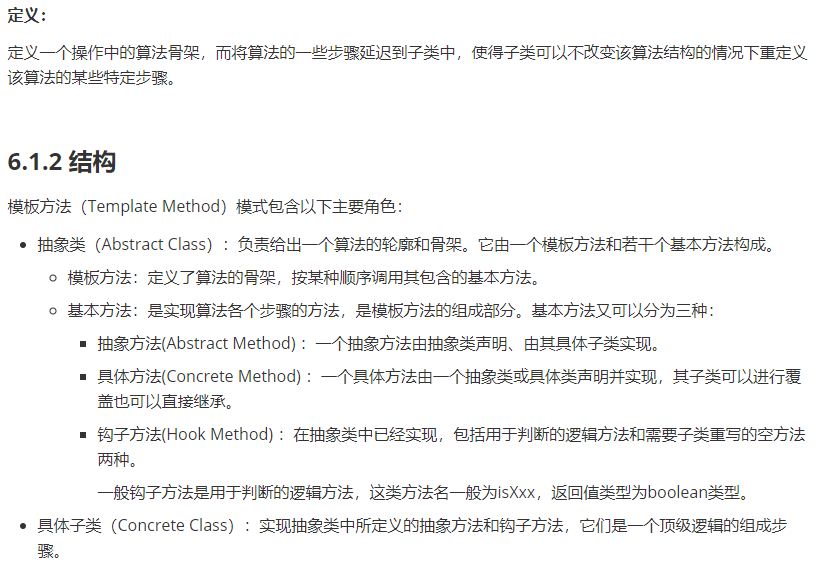 定义：
定义一个操作中的算法骨架，而将算法的一些步骤延迟到子类中，使得子类可以不改变该算法结构的情况下重定义
该算法的某些特定步骤。
6.1.2 结构
模板方法（Template Method）模式包含以下主要角色：
抽象类（Abstract Class）：负责给出一个算法的轮廓和骨架。它由一个模板方法和若干个基本方法构成。
模板方法：定义了算法的骨架，按某种顺序调用其包含的基本方法。
基本方法：是实现算法各个步骤的方法，是模板方法的组成部分。基本方法又可以分为三种：
抽象方法(Abstract Method) ：一个抽象方法由抽象类声明、由其具体子类实现。
具体方法(Concrete Method) ：一个具体方法由一个抽象类或具体类声明并实现，其子类可以进行覆
盖也可以直接继承。
钩子方法(Hook Method) ：在抽象类中已经实现，包括用于判断的逻辑方法和需要子类重写的空方法
两种。
一般钩子方法是用于判断的逻辑方法，这类方法名一般为isXxx，返回值类型为boolean类型。
具体子类（Concrete Class）：实现抽象类中所定义的抽象方法和钩子方法，它们是一个顶级逻辑的组成步
骤。